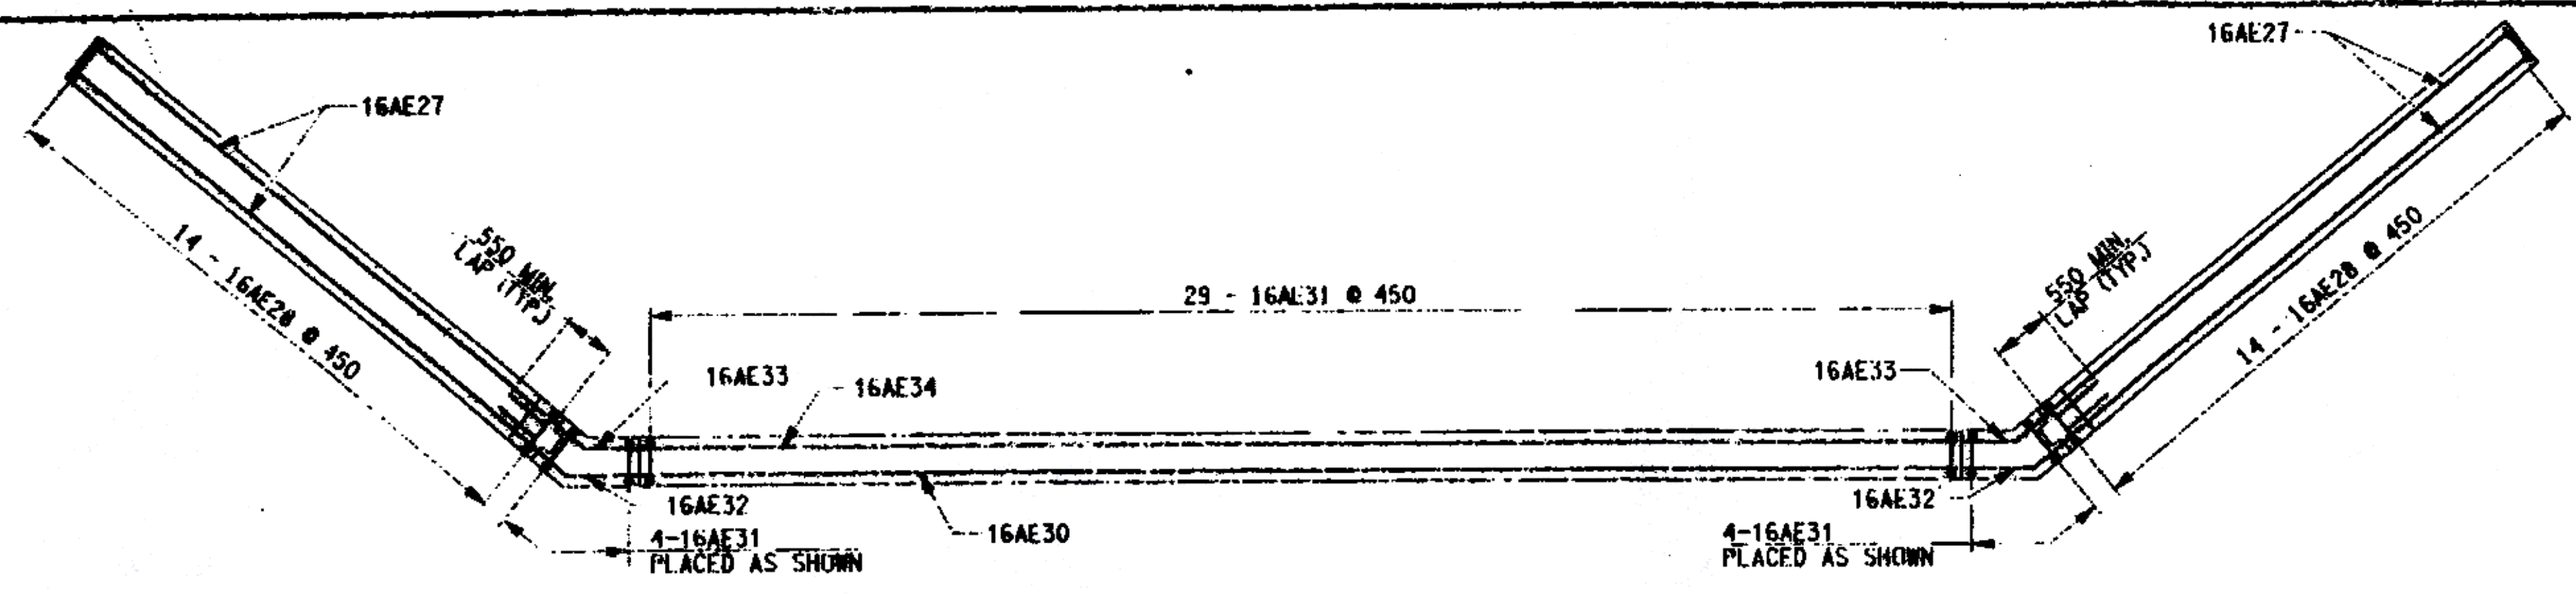 16AE27
16AE27
14 - 16AE28 @ 450
550 MIN.
LAP (TYP.)
29 - 16AE31 @ 450
550 MIN.
LAP (TYP.)
14 - 16AE28 @ 450
16AE33
16AE34
16AE33
16AE32
16AE30
16AE32
4-16AE31
PLACED AS SHOWN
4-16AE31
PLACED AS SHOWN